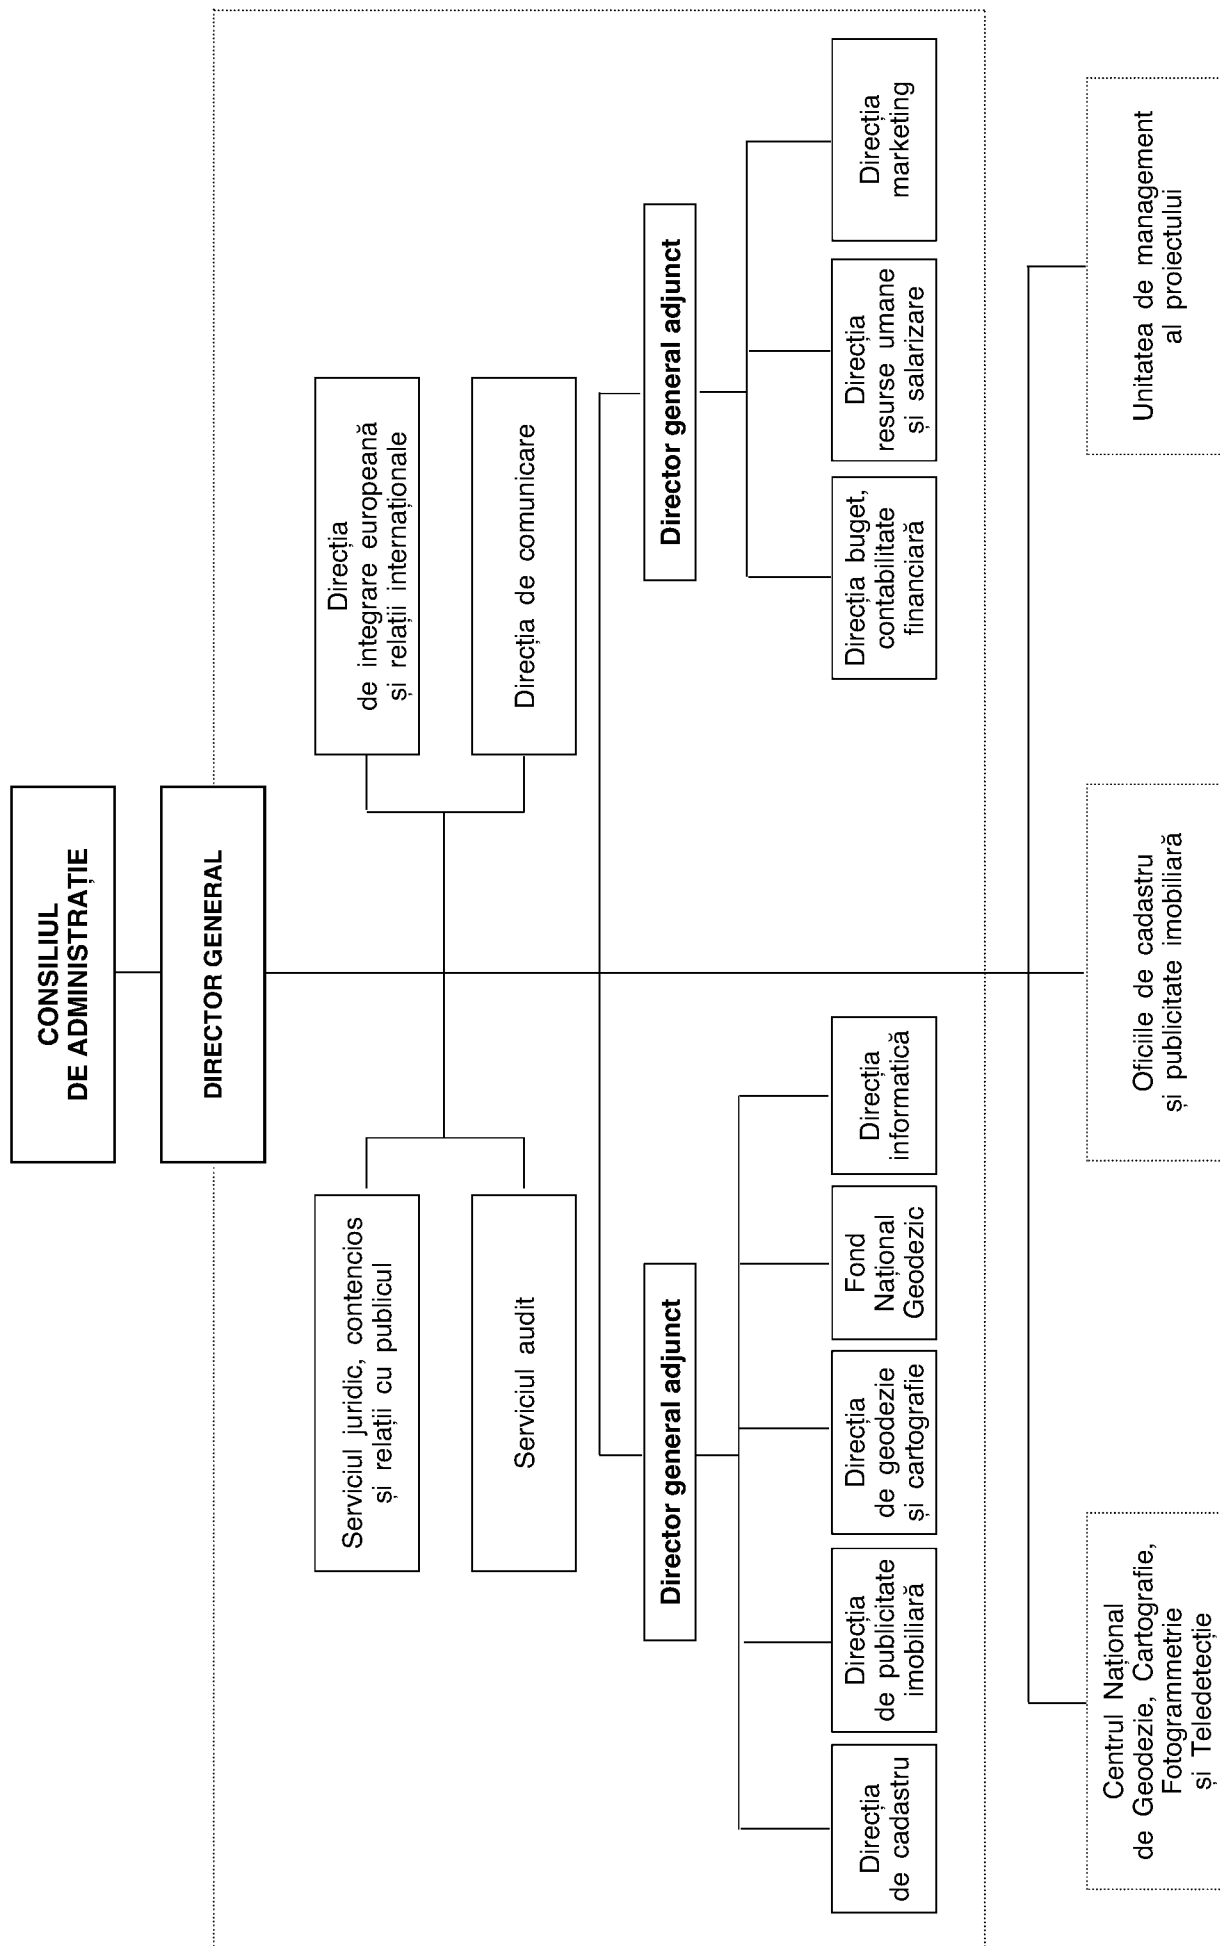 CONSILIUL
DE ADMINISTRAȚIE
DIRECTOR GENERAL
Serviciul juridic, contencios
și relații cu publicul
Direcția
de integrare europeană
și relații internaționale
Serviciul audit
Direcția de comunicare
Director general adjunct
Director general adjunct
Direcția
de cadastru
Direcția
de publicitate
imobiliară
Direcția
de geodezie
și cartografie
Fond
Național
Geodezic
Direcția
informatică
Direcția buget,
contabilitate
financiară
Direcția
resurse umane
și salarizare
Direcția
marketing
Centrul Național
de Geodezie, Cartografie,
Fotogrammetrie
și Teledetecție
Oficiile de cadastru
și publicitate imobiliară
Unitatea de management
al proiectului